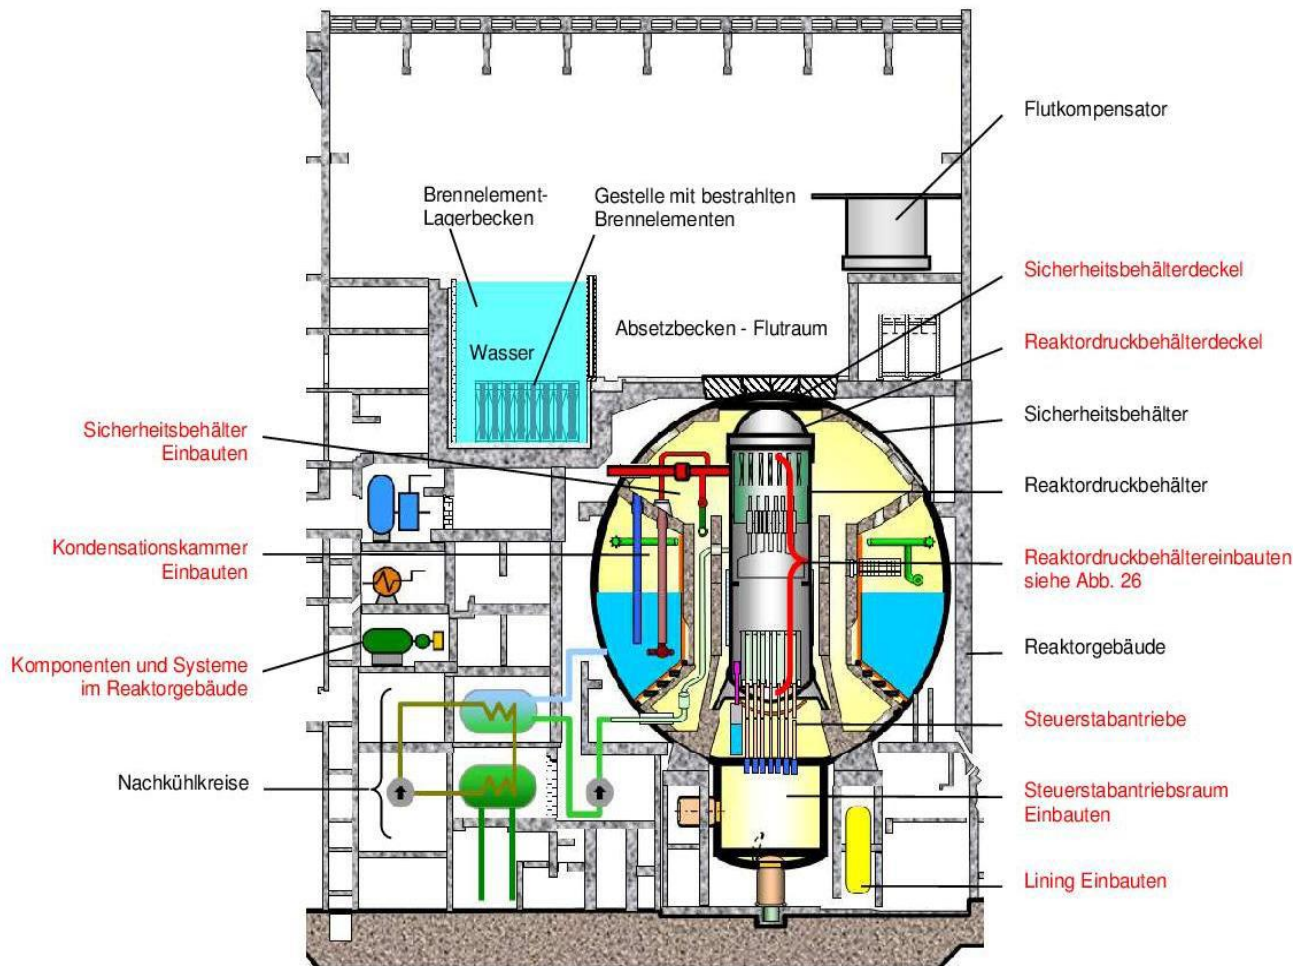 Flutkompensator
Brennelement-
Lagerbecken
Gestelle mit bestrahlten
Brennelementen
Sicherheitsbehälterdeckel
Absetzbecken - Flutraum
Reaktordruckbehälterdeckel
Wasser
Sicherheitsbehälter
Einbauten
Sicherheitsbehälter
Reaktordruckbehälter
Kondensationskammer
Einbauten
Reaktordruckbehältereinbauten
siehe Abb. 26
Komponenten und Systeme
im Reaktorgebäude
Reaktorgebäude
Steuerstabantriebe
Nachkühlkreise
Steuerstabantriebsraum
Einbauten
Lining Einbauten